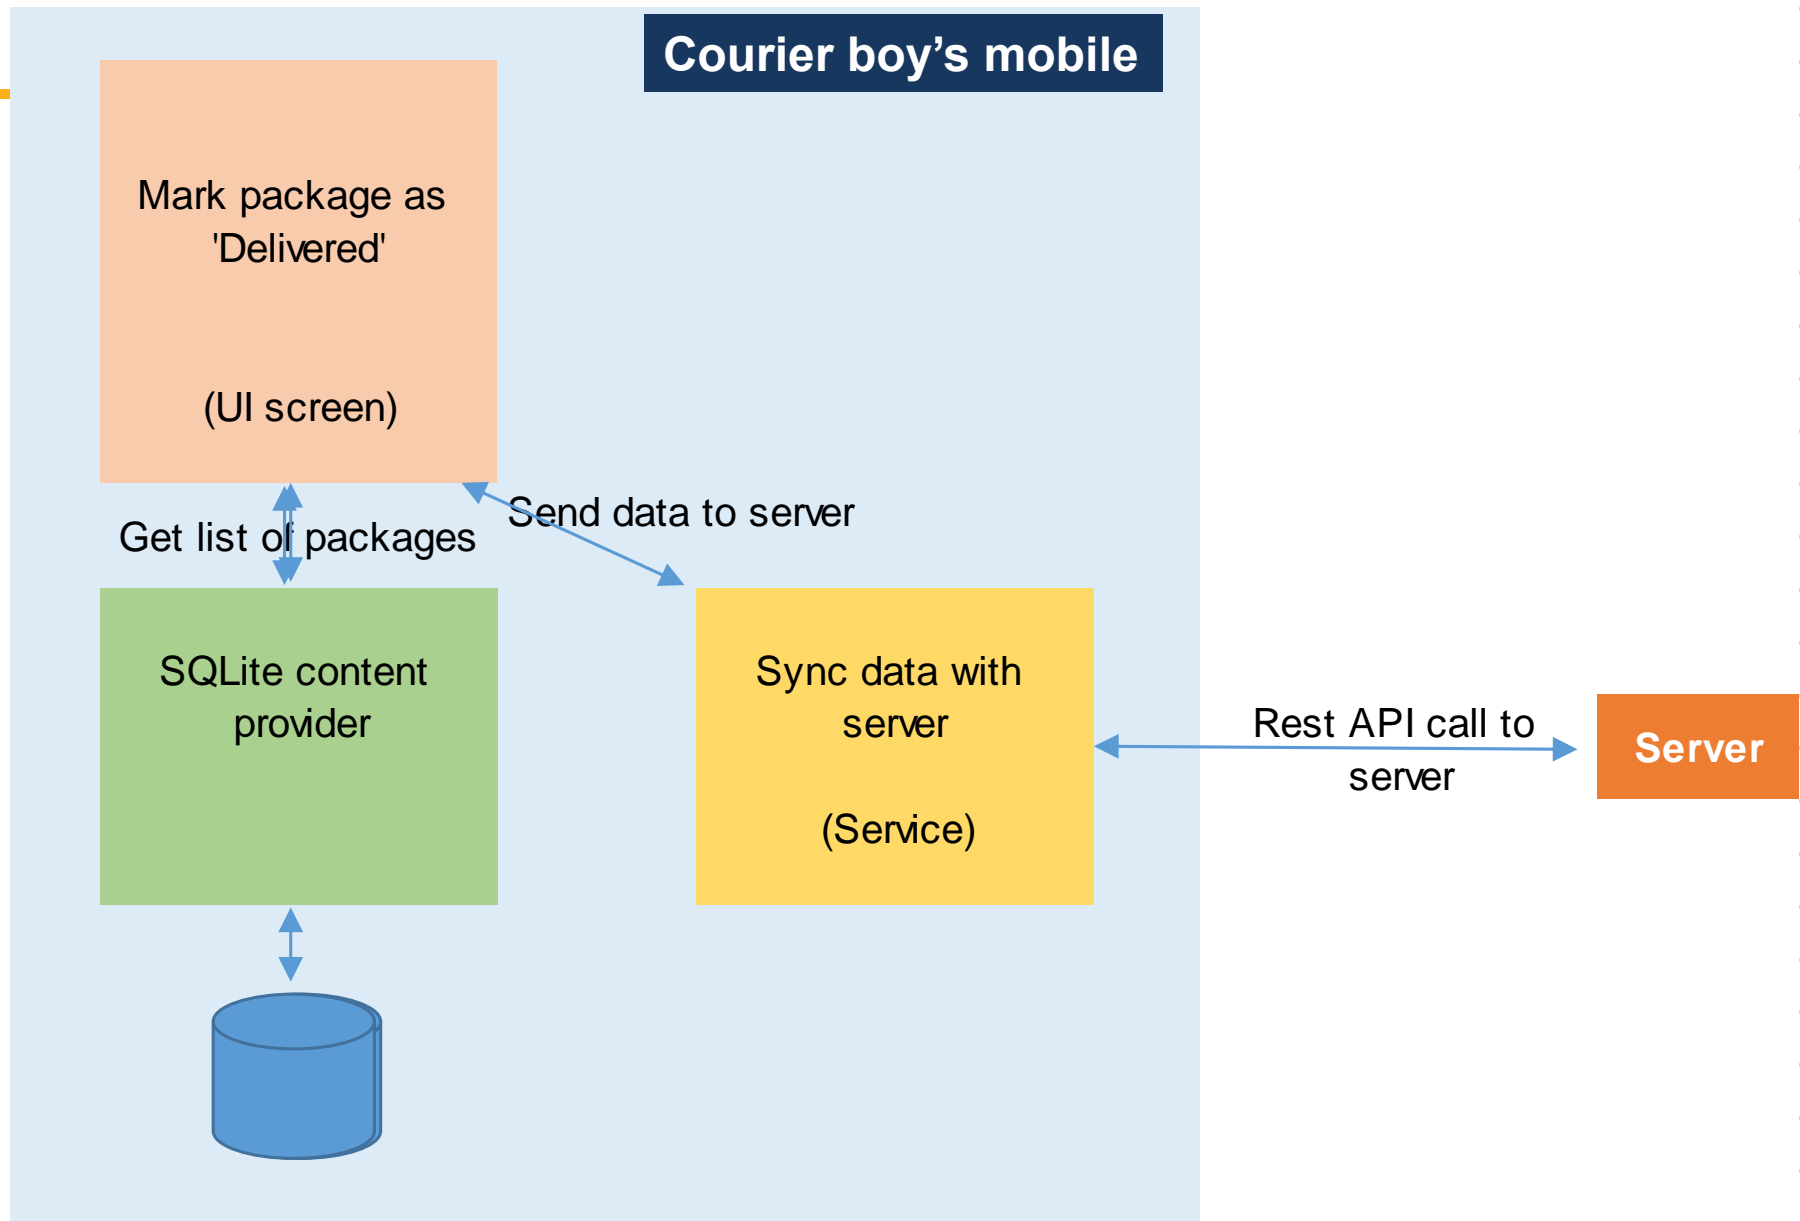 Courier boy’s mobile
Mark package as
'Delivered'
(UI screen)
Send data to server
Get list of packages
SQLite content
provider
Sync data with
server
(Service)
Rest API call to
server
Server